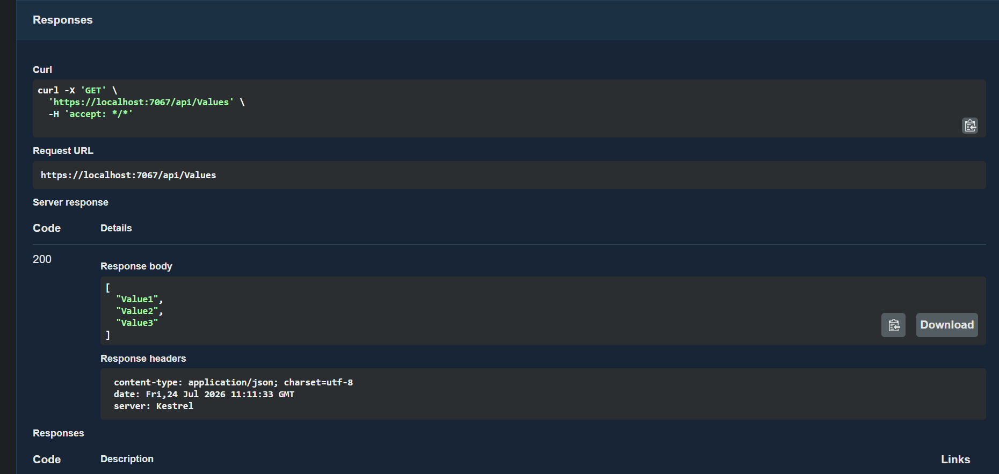 Responses
Curl
curl -X 'GET' \
  'https://localhost:7067/api/Values' \
  -H 'accept: */*'
Request URL
https://localhost:7067/api/Values
Server response
Code Details
200
Response body
[
  "Value1",
  "Value2",
  "Value3"
]
Download
Response headers
content-type: application/json; charset=utf-8
date: Fri,24 Jul 2026 11:11:33 GMT
server: Kestrel
Responses
Code Description Links